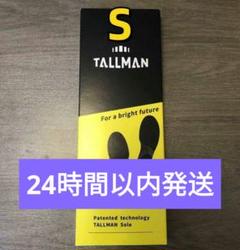 S
TALLMAN
For a bright future
24時間以内発送
Patented technology
TALLMAN Sole